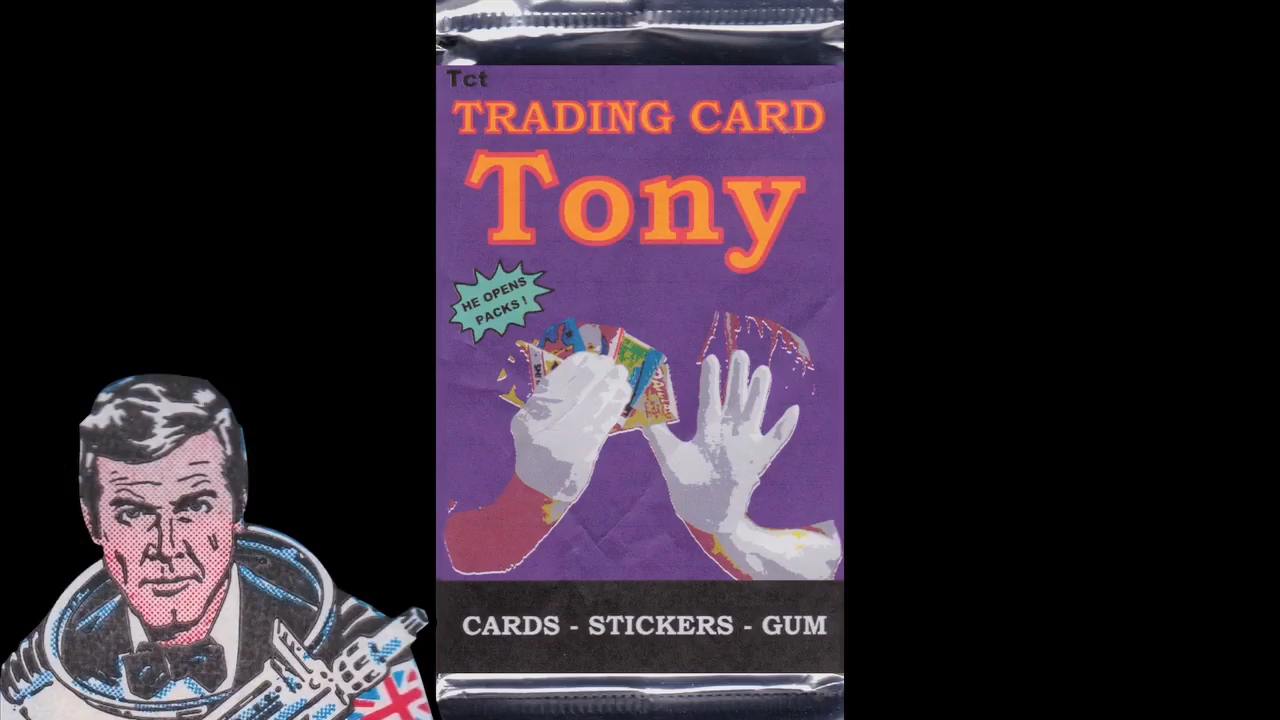 Tct
TRADING CARD
Tony
HE OPENS
PACKS!
CARDS - STICKERS - GUM